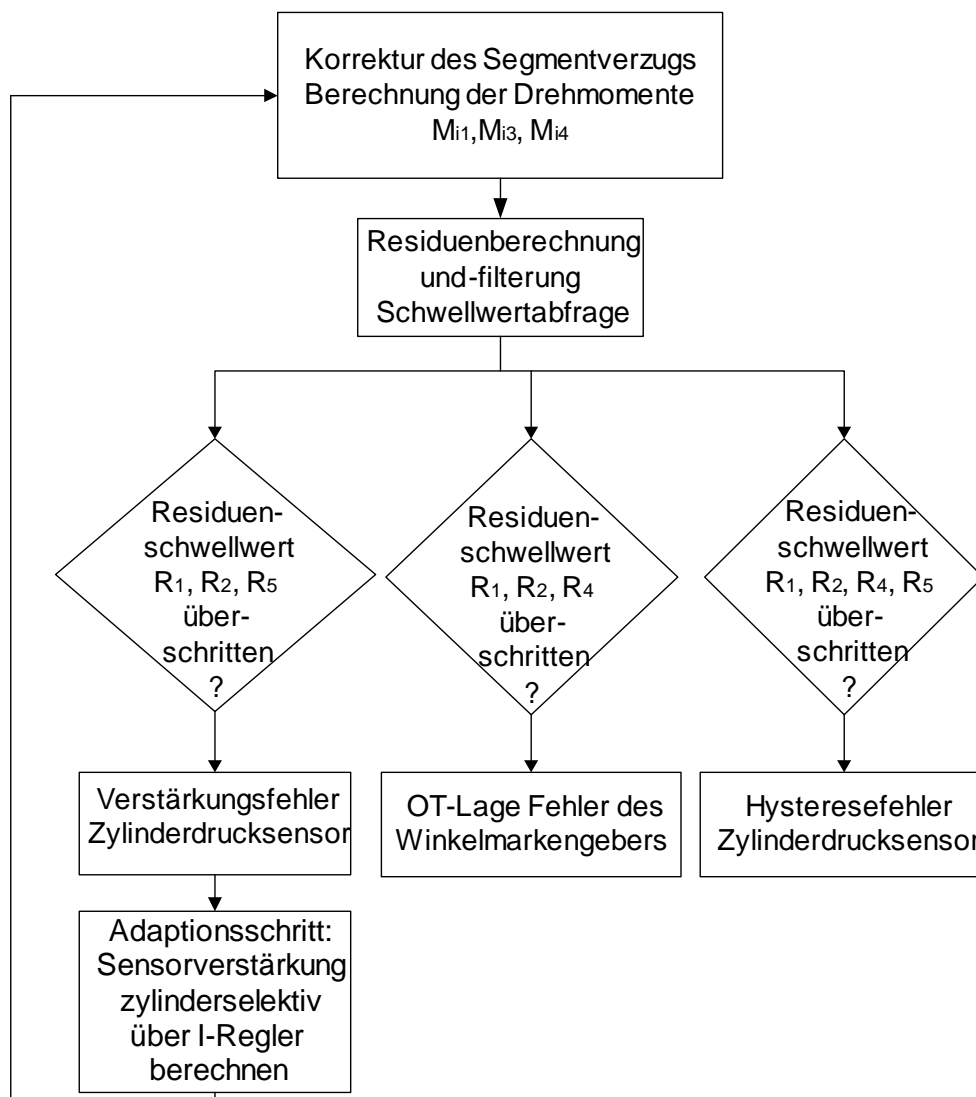 Korrektur des Segmentverzugs
Berechnung der Drehmomente
Mi1,Mi3, Mi4
Residuenberechnung
und-filterung
Schwellwertabfrage
Residuen-
schwellwert
R1, R2, R5
über-
schritten
?
Residuen-
schwellwert
R1, R2, R4
über-
schritten
?
Residuen-
schwellwert
R1, R2, R4, R5
über-
schritten
?
Verstärkungsfehler
Zylinderdrucksensor
OT-Lage Fehler des
Winkelmarkengebers
Hysteresefehler
Zylinderdrucksensor
Adaptionsschritt:
Sensorverstärkung
zylinderselektiv
über I-Regler
berechnen